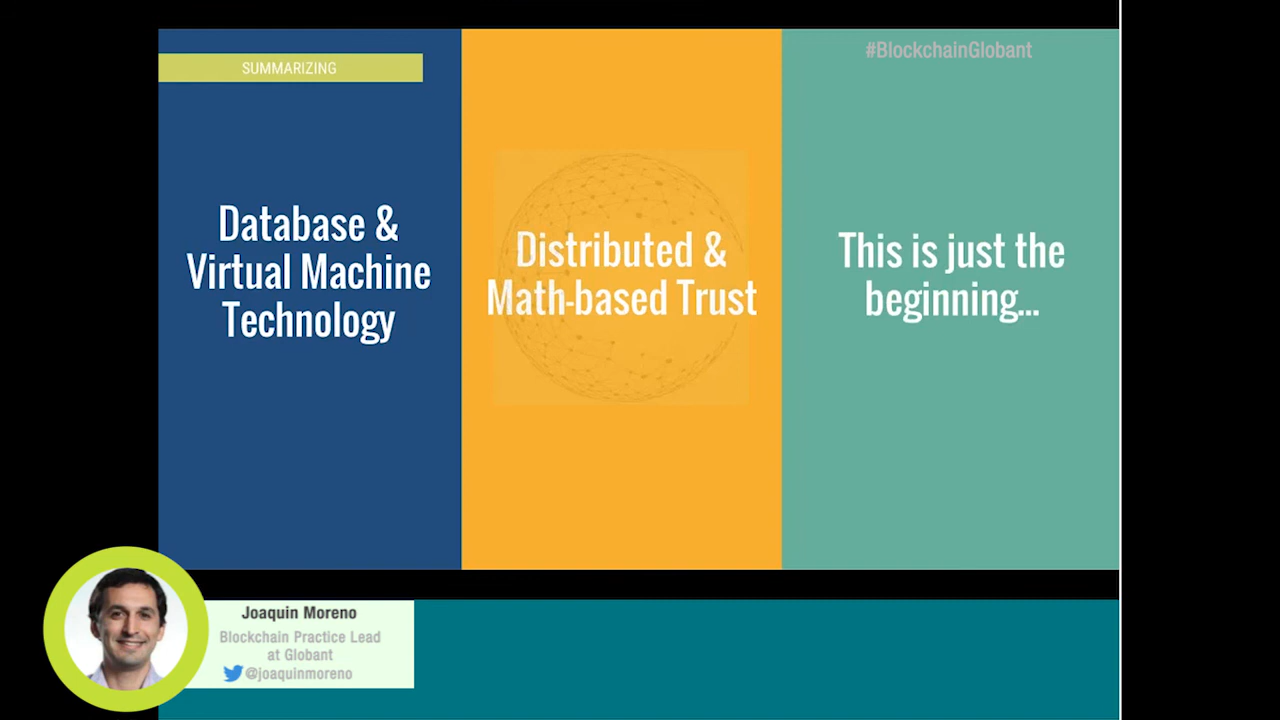 SUMMARIZING
#BlockchainGlobant
Database &
Virtual Machine
Technology
Distributed &
Math-based Trust
This is just the
beginning...
Joaquin Moreno
Blockchain Practice Lead
at Globant
@joaquinmoreno